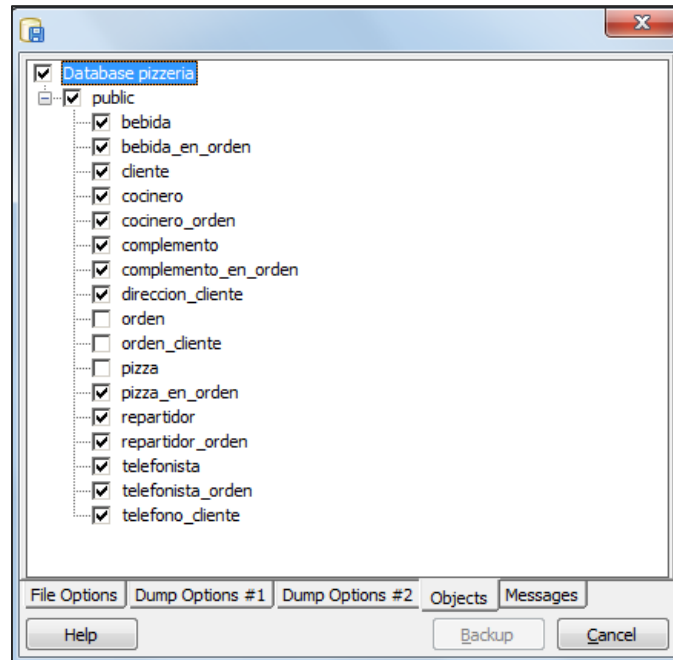 Database pizzeria
public
bebida
bebida_en_orden
cliente
cocinero
cocinero_orden
complemento
complemento_en_orden
direccion_cliente
orden
orden_cliente
pizza
pizza_en_orden
repartidor
repartidor_orden
telefonista
telefonista_orden
telefono_cliente
File Options Dump Options #1 Dump Options #2 Objects Messages
Help Backup Cancel